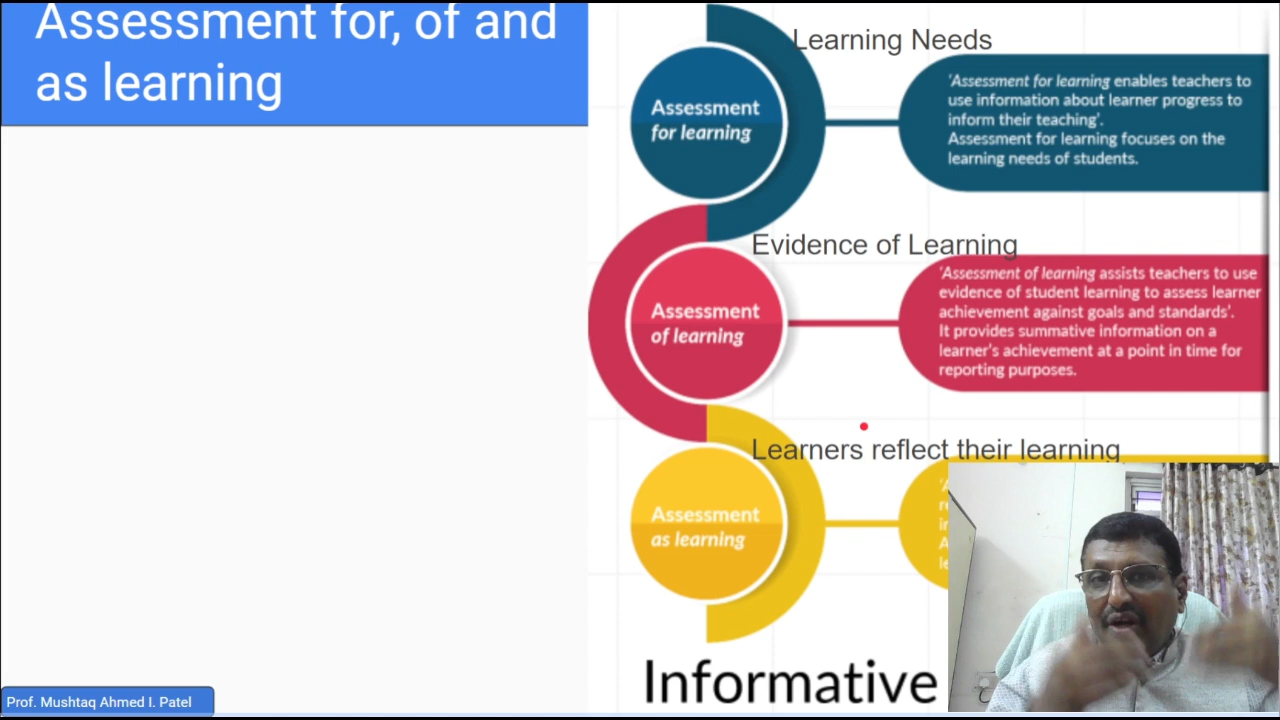 Assessment for, of and
as learning
Learning Needs
Assessment
for learning
'Assessment for learning enables teachers to
use information about learner progress to
inform their teaching'.
Assessment for learning focuses on the
learning needs of students.
Evidence of Learning
Assessment
of learning
'Assessment of learning assists teachers to use
evidence of student learning to assess learner
achievement against goals and standards'.
It provides summative information on a
learner's achievement at a point in time for
reporting purposes.
Learners reflect their learning
Assessment
as learning
Informative
Prof. Mushtaq Ahmed I. Patel